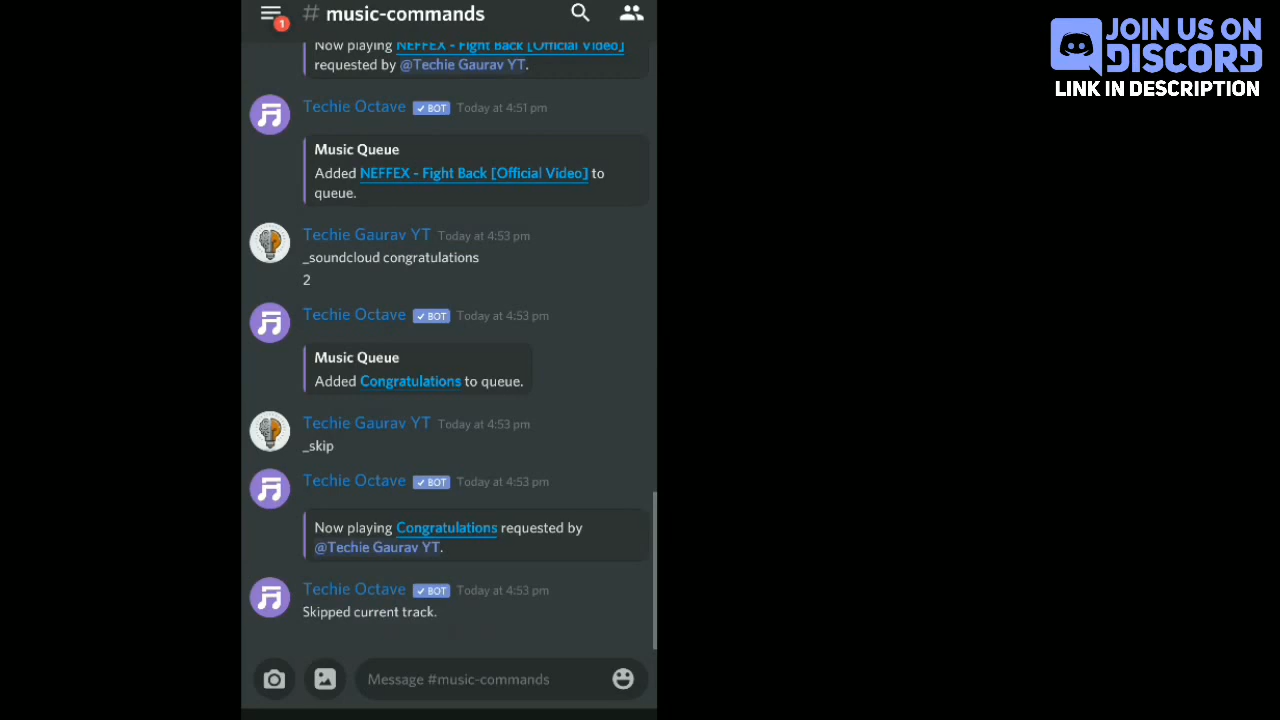 1
# music-commands
Now playing NEFFEX - Fight Back [Official Video]
requested by @Techie Gaurav YT.
Techie Octave ✓ BOT Today at 4:51 pm
Music Queue
Added NEFFEX - Fight Back [Official Video] to
queue.
Techie Gaurav YT Today at 4:53 pm
_soundcloud congratulations
2
Techie Octave ✓ BOT Today at 4:53 pm
Music Queue
Added Congratulations to queue.
Techie Gaurav YT Today at 4:53 pm
_skip
Techie Octave ✓ BOT Today at 4:53 pm
Now playing Congratulations requested by
@Techie Gaurav YT.
Techie Octave ✓ BOT Today at 4:53 pm
Skipped current track.
Message #music-commands
JOIN US ON
DISCORD
LINK IN DESCRIPTION